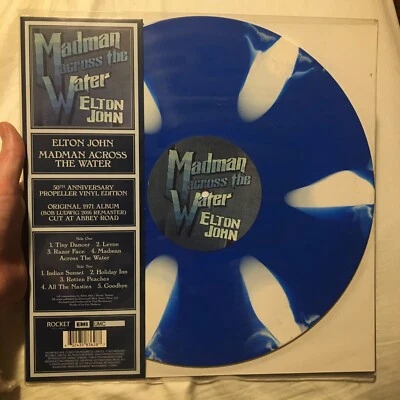 Madman
across the
Water
ELTON
JOHN
ELTON JOHN
MADMAN ACROSS
THE WATER
50TH ANNIVERSARY
PROPELLER VINYL EDITION
ORIGINAL 1971 ALBUM
(BOB LUDWIG 2016 REMASTER)
CUT AT ABBEY ROAD
Side One
1. Tiny Dancer 2. Levon
3. Razor Face 4. Madman
Across The Water
Side Two
1. Indian Sunset 2. Holiday Inn
3. Rotten Peaches
4. All The Nasties 5. Goodbye
ROCKET EMI UMC
Madman
across the
Water
ELTON
JOHN